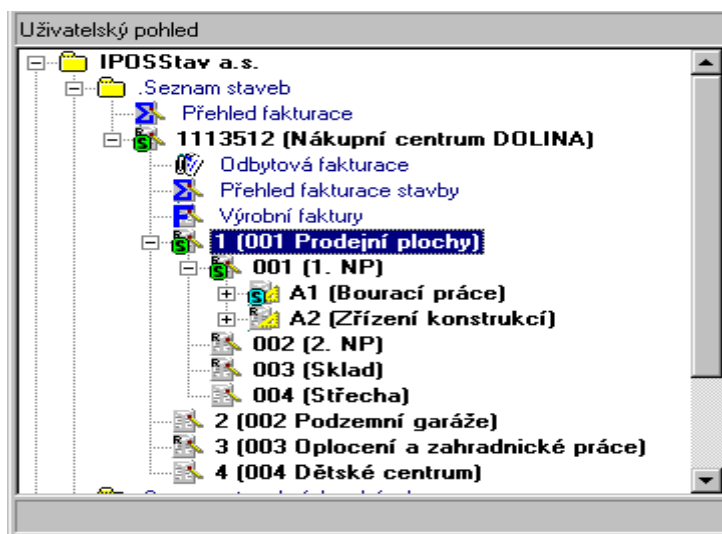 Uživatelský pohled
IPOSStav a.s.
.Seznam staveb
Přehled fakturace
1113512 (Nákupní centrum DOLINA)
Odbytová fakturace
Přehled fakturace stavby
Výrobní faktury
1 (001 Prodejní plochy)
001 (1. NP)
A1 (Bourací práce)
A2 (Zřízení konstrukcí)
002 (2. NP)
003 (Sklad)
004 (Střecha)
2 (002 Podzemní garáže)
3 (003 Oplocení a zahradnické práce)
4 (004 Dětské centrum)